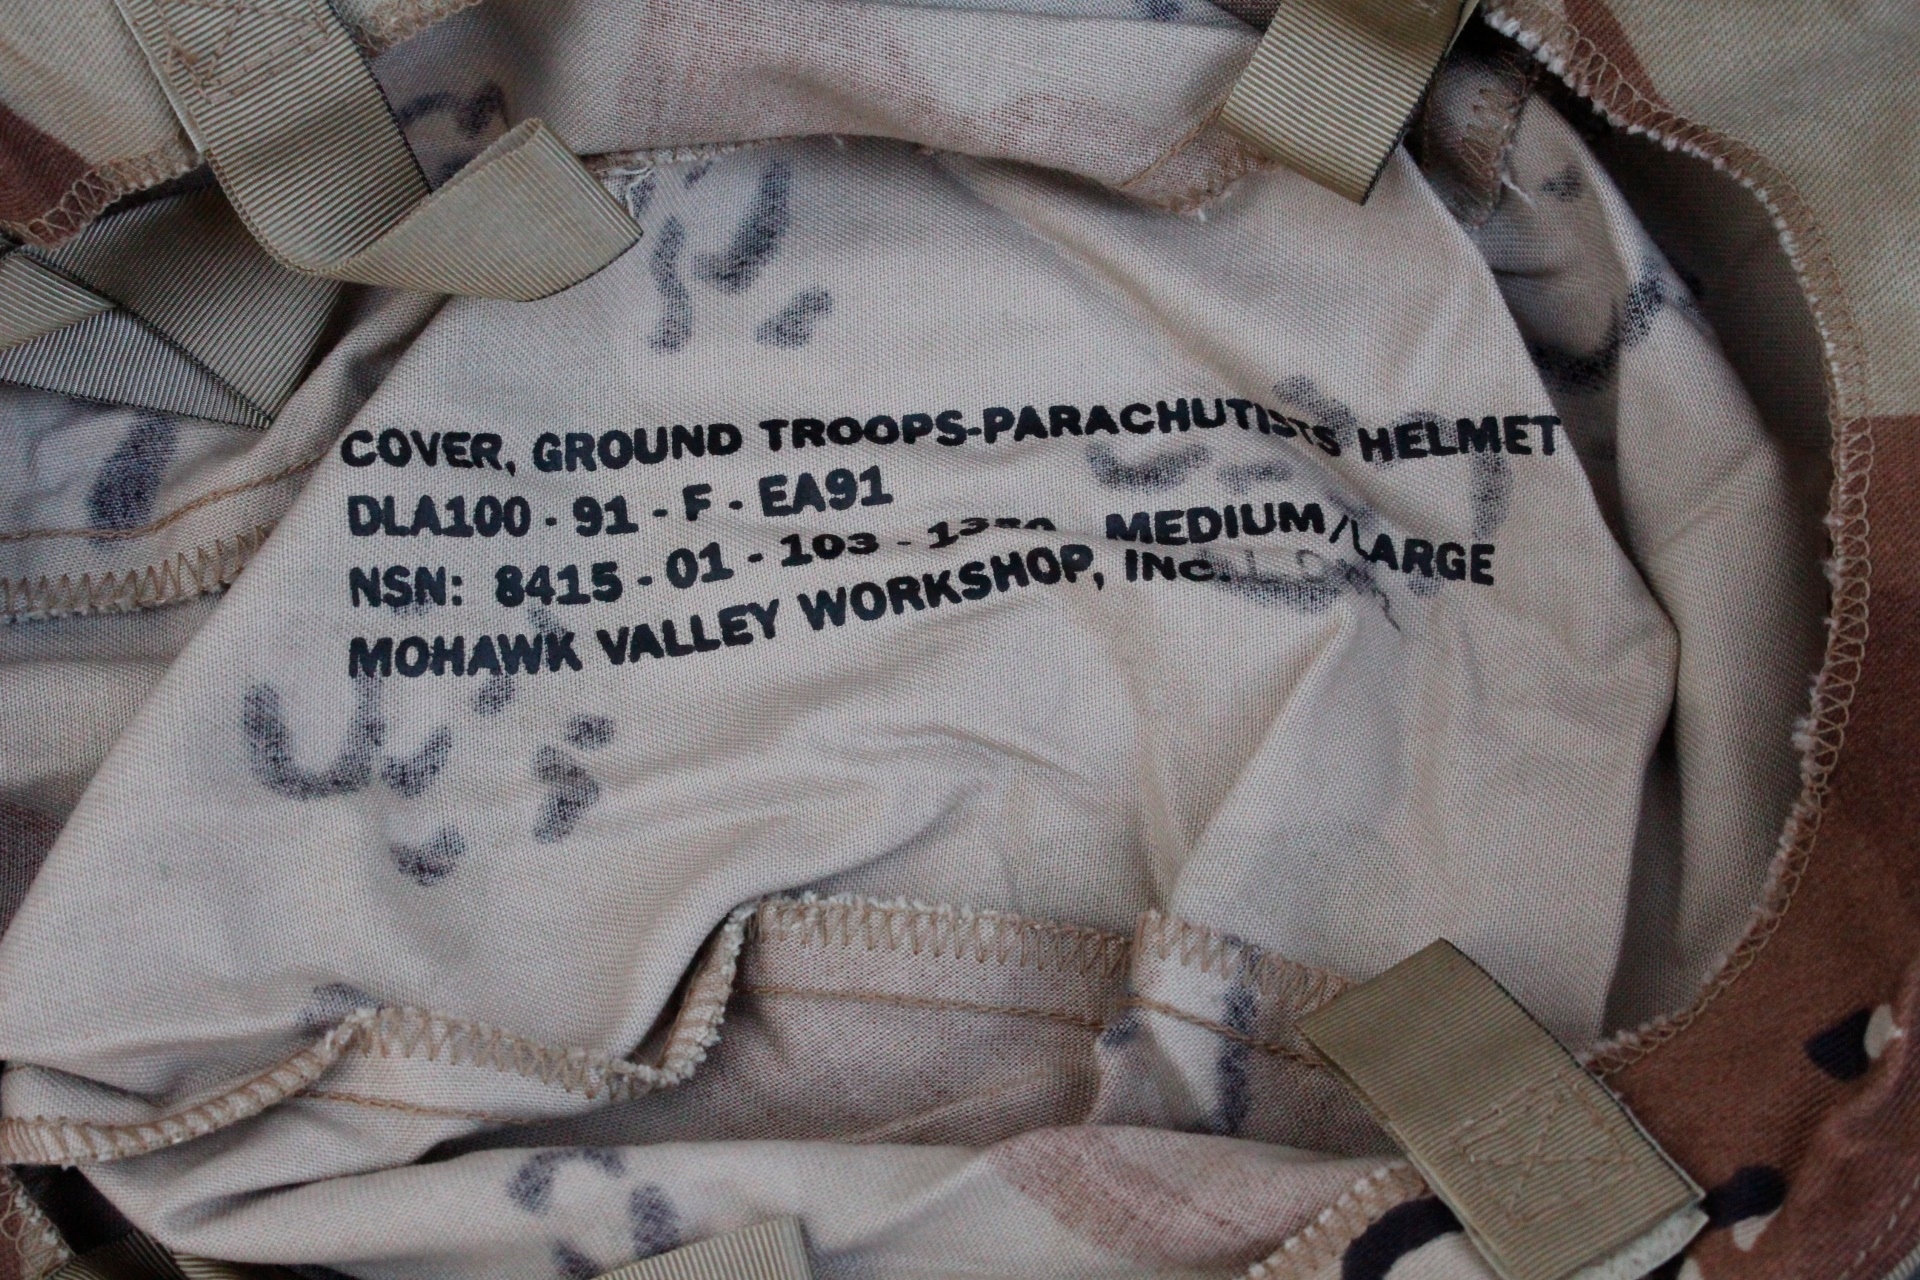 COVER, GROUND TROOPS-PARACHUTISTS HELMET
DLA100 - 91 - F - EA91
NSN: 8415 - 01 - 103 - MEDIUM/LARGE
MOHAWK VALLEY WORKSHOP, INC.